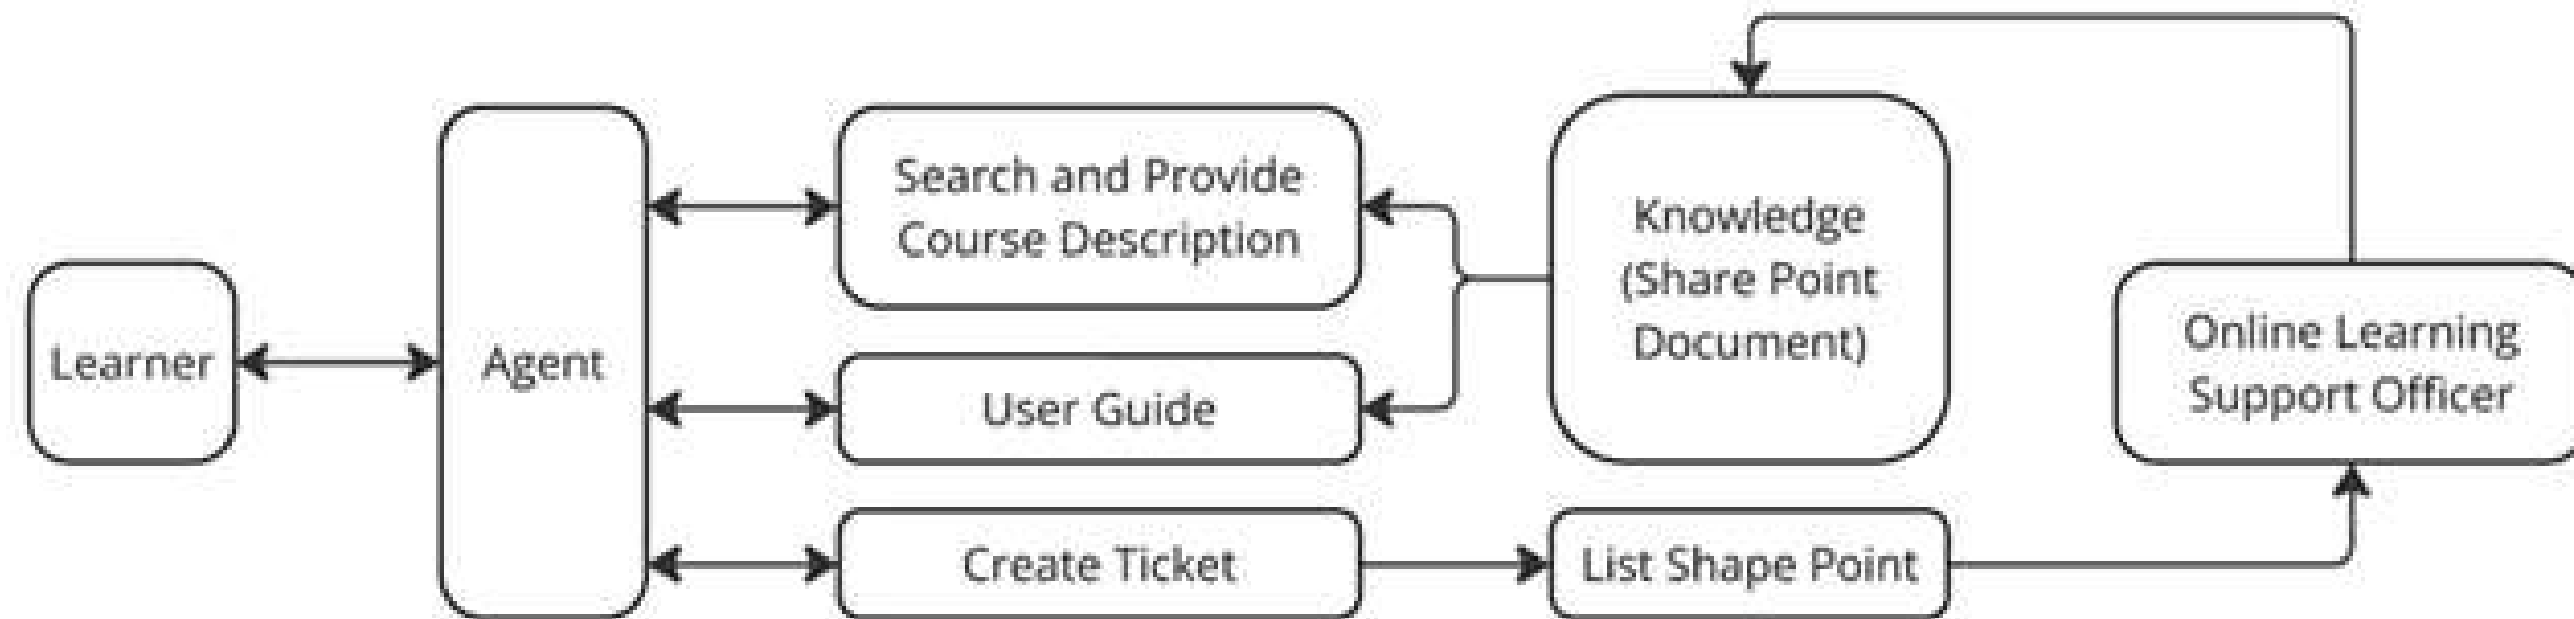 Learner
Agent
Search and Provide
Course Description
User Guide
Create Ticket
Knowledge
(Share Point
Document)
List Shape Point
Online Learning
Support Officer